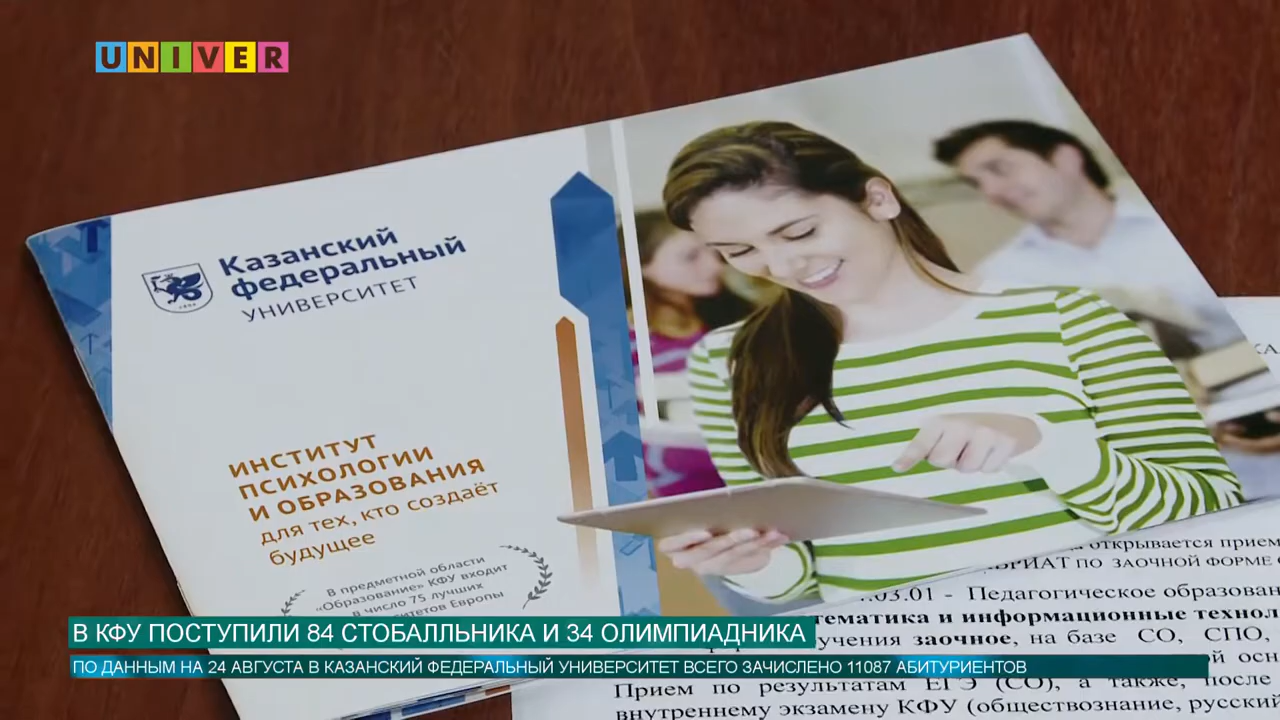 UNIVER
Казанский
федеральный
УНИВЕРСИТЕТ
ИНСТИТУТ
ПСИХОЛОГИИ
И ОБРАЗОВАНИЯ
для тех, кто создаёт
будущее
В предметной области
«Образование» КФУ входит
в число 75 лучших
Европы
открывается прием
ПО ЗАОЧНОЙ ФОРМЕ
.03.01 - Педагогическое образован
тематика и информационные технол
учения заочное, на базе СО, СПО,
В КФУ ПОСТУПИЛИ 84 СТОБАЛЛЬНИКА И 34 ОЛИМПИАДНИКА
ПО ДАННЫМ НА 24 АВГУСТА В КАЗАНСКИЙ ФЕДЕРАЛЬНЫЙ УНИВЕРСИТЕТ ВСЕГО ЗАЧИСЛЕНО 11087 АБИТУРИЕНТОВ
Прием по результатам ЕГЭ (СО), а также, после
внутреннему экзамену КФУ (обществознание, русский